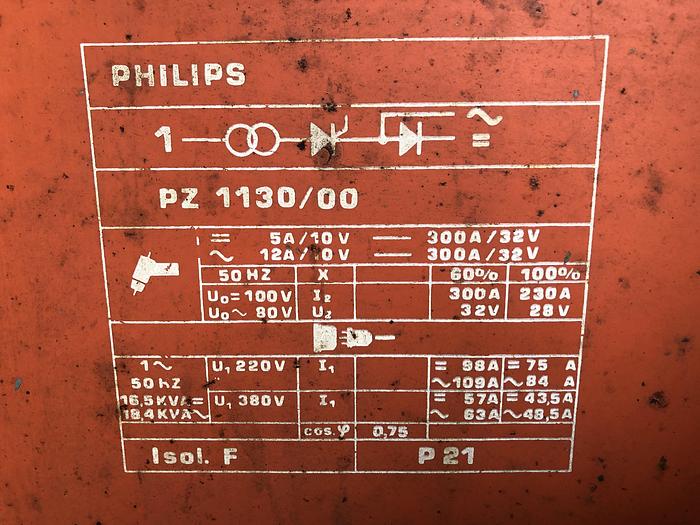 PHILIPS
1 ~ =
PZ 1130/00
= 5A/10V — 300A/32V
~ 12A/10V — 300A/32V
50 HZ X 60% 100%
U₀=100V I₂ 300A 230A
U₀~ 80V U₂ 32V 28V
1~ U₁ 220V I₁ = 98A = 75 A
50 hZ ~109A ~ 84 A
16,5KVA= U₁ 380V I₁ = 57A = 43,5A
18,4KVA~ ~ 63A ~48,5A
cos. φ 0,75
Isol. F P 21